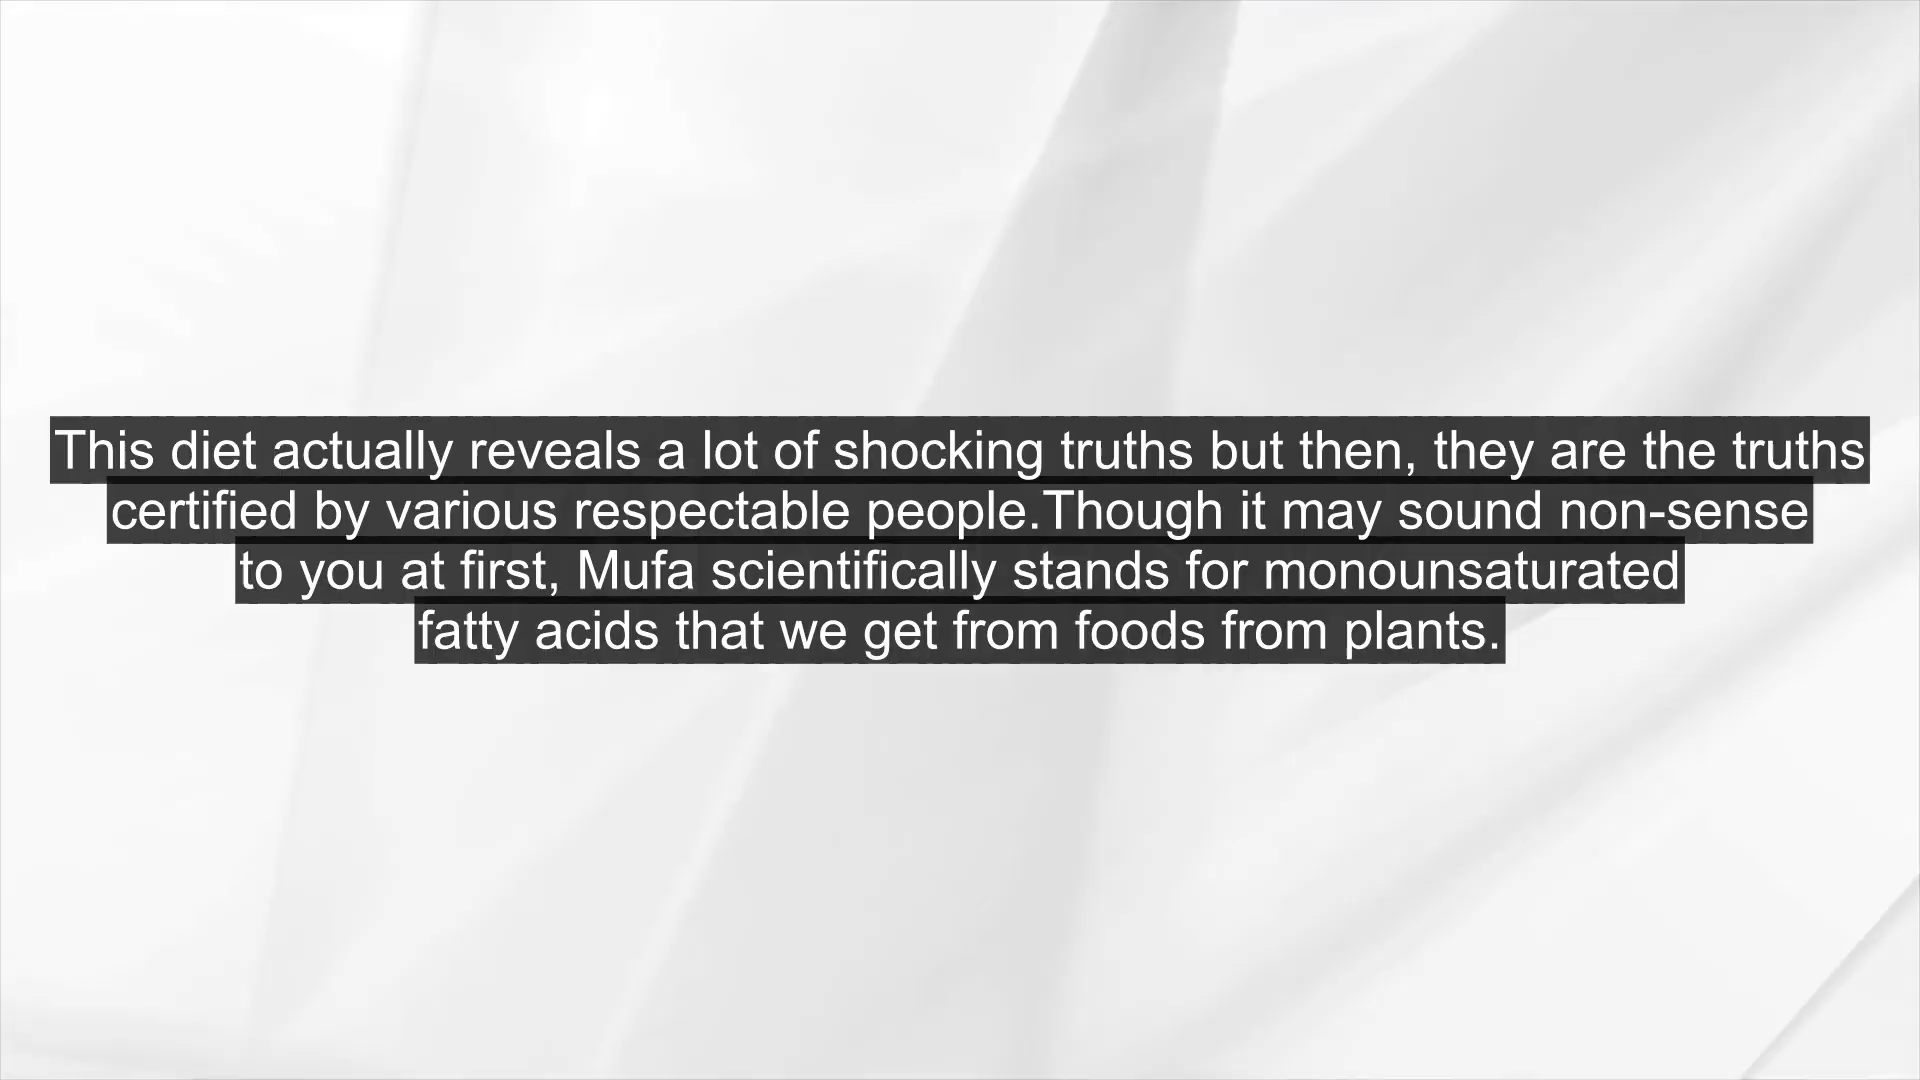 This diet actually reveals a lot of shocking truths but then, they are the truths
certified by various respectable people.Though it may sound non-sense
to you at first, Mufa scientifically stands for monounsaturated
fatty acids that we get from foods from plants.